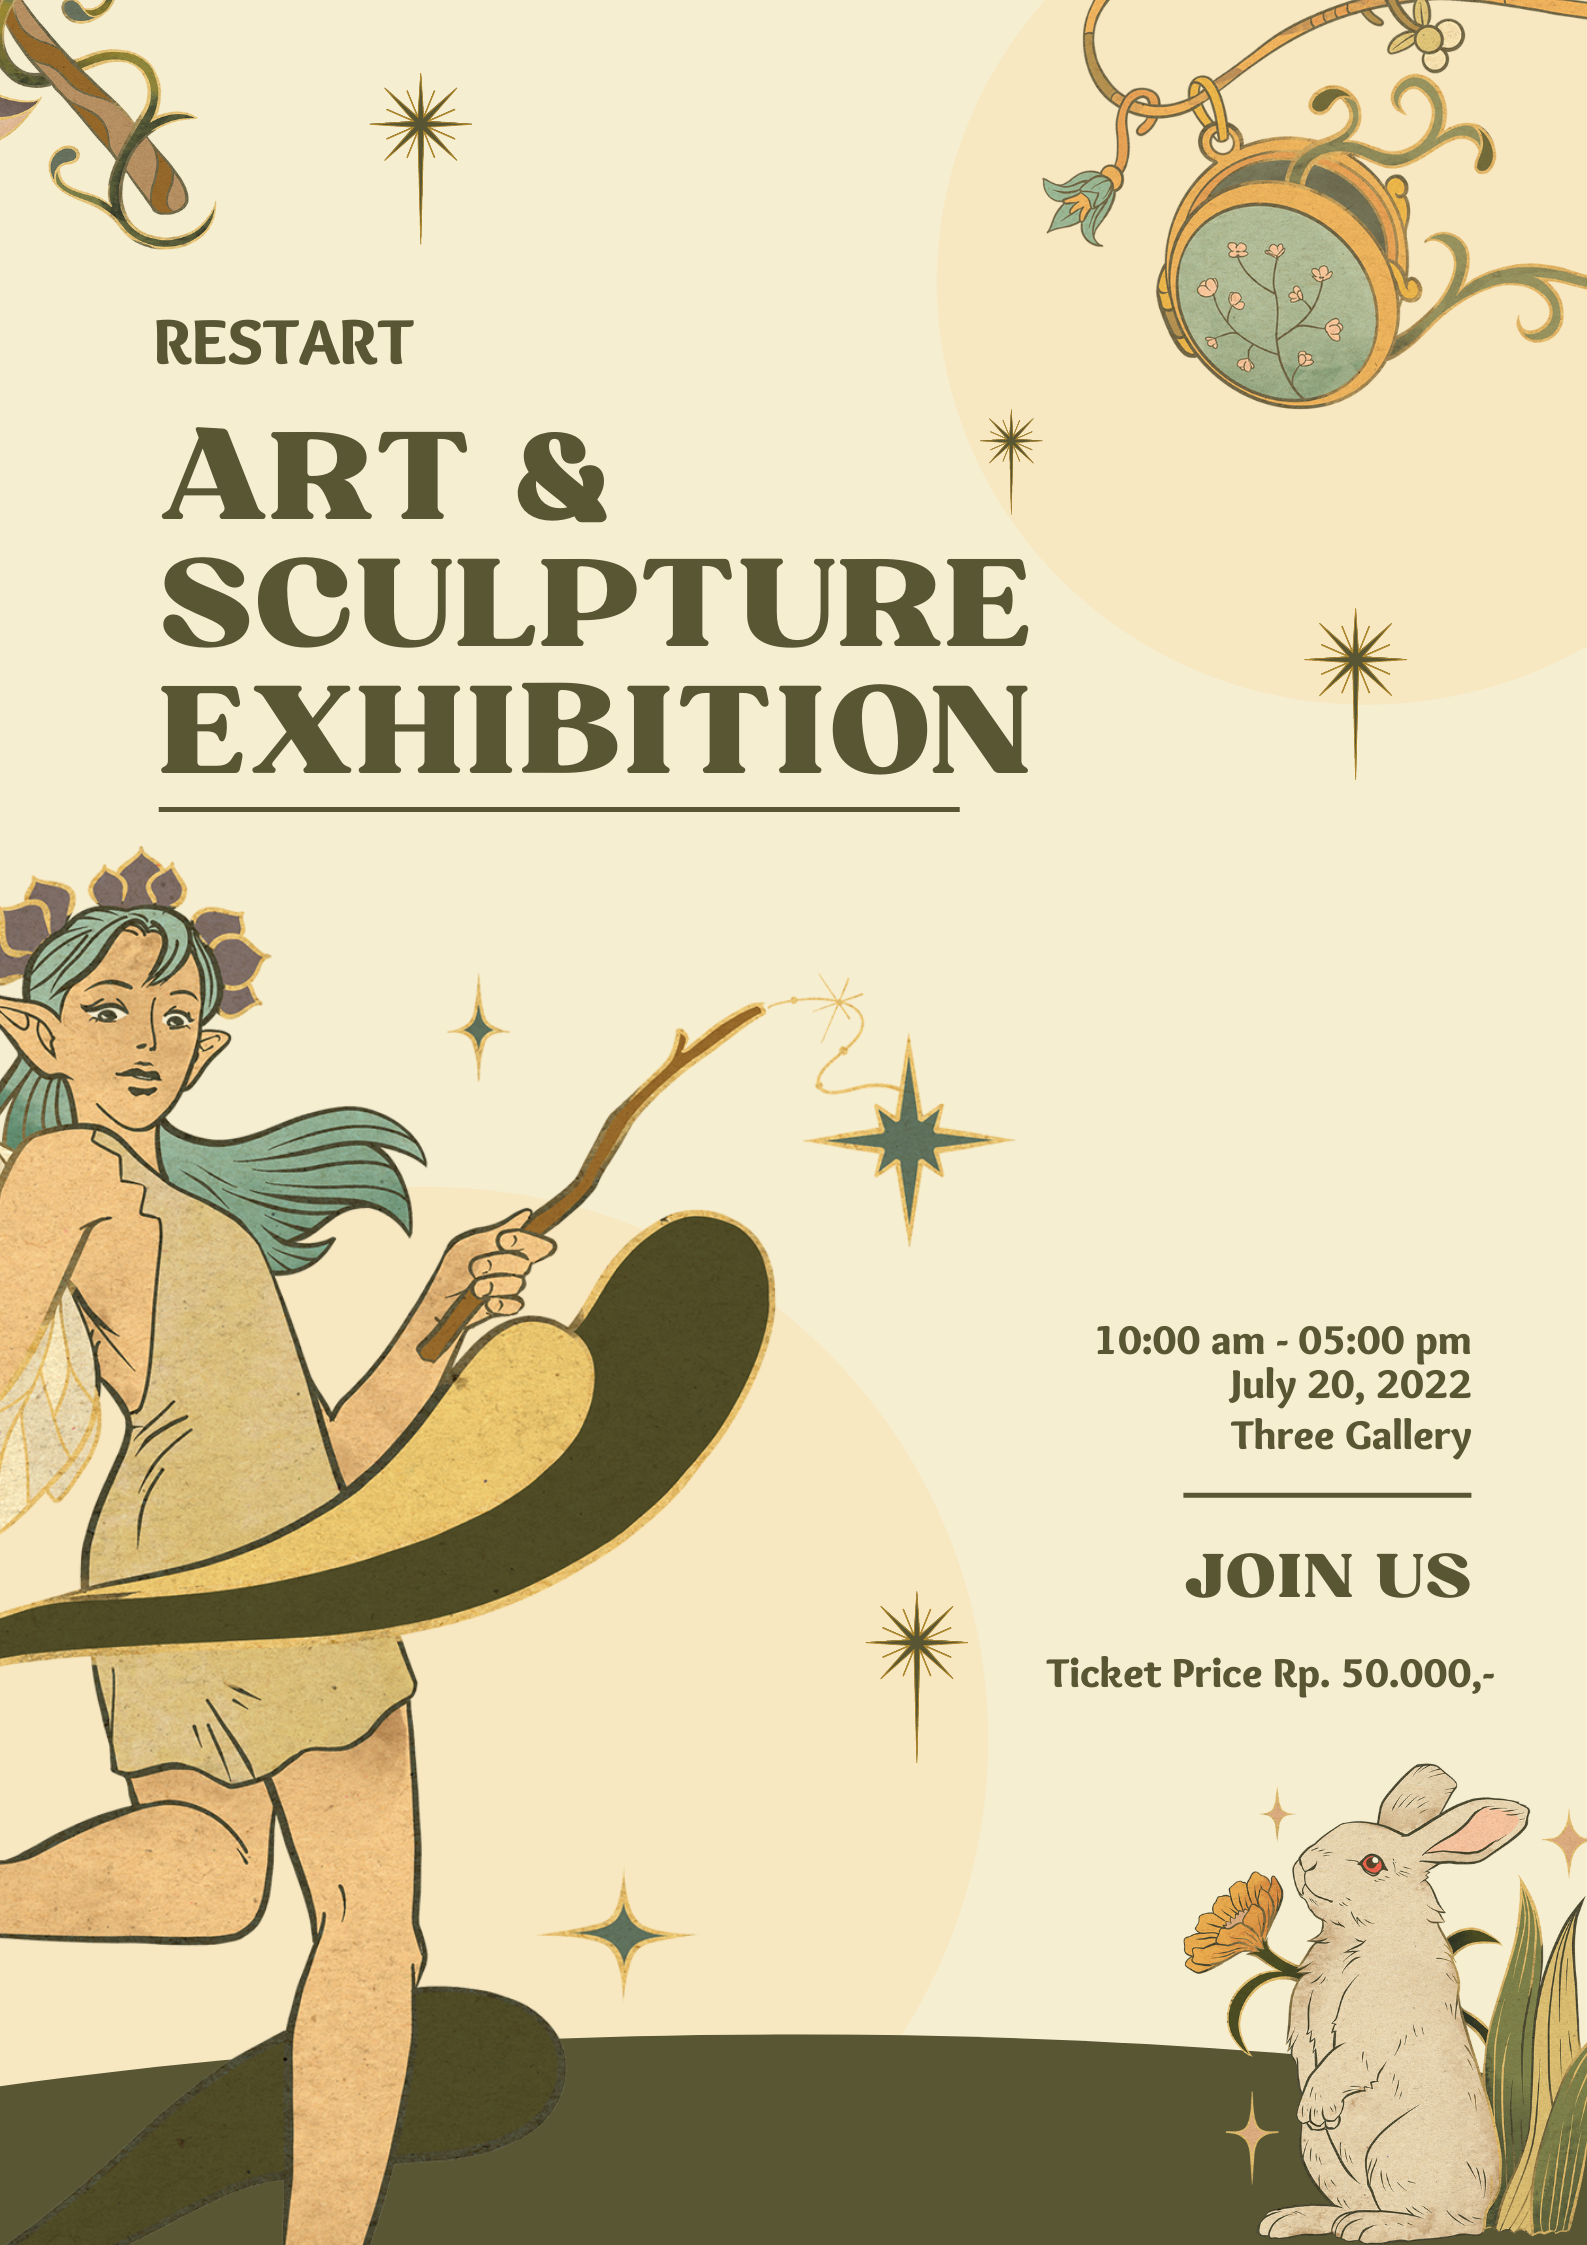 RESTART
ART &
SCULPTURE
EXHIBITION
10:00 am - 05:00 pm
July 20, 2022
Three Gallery
JOIN US
Ticket Price Rp. 50.000,-